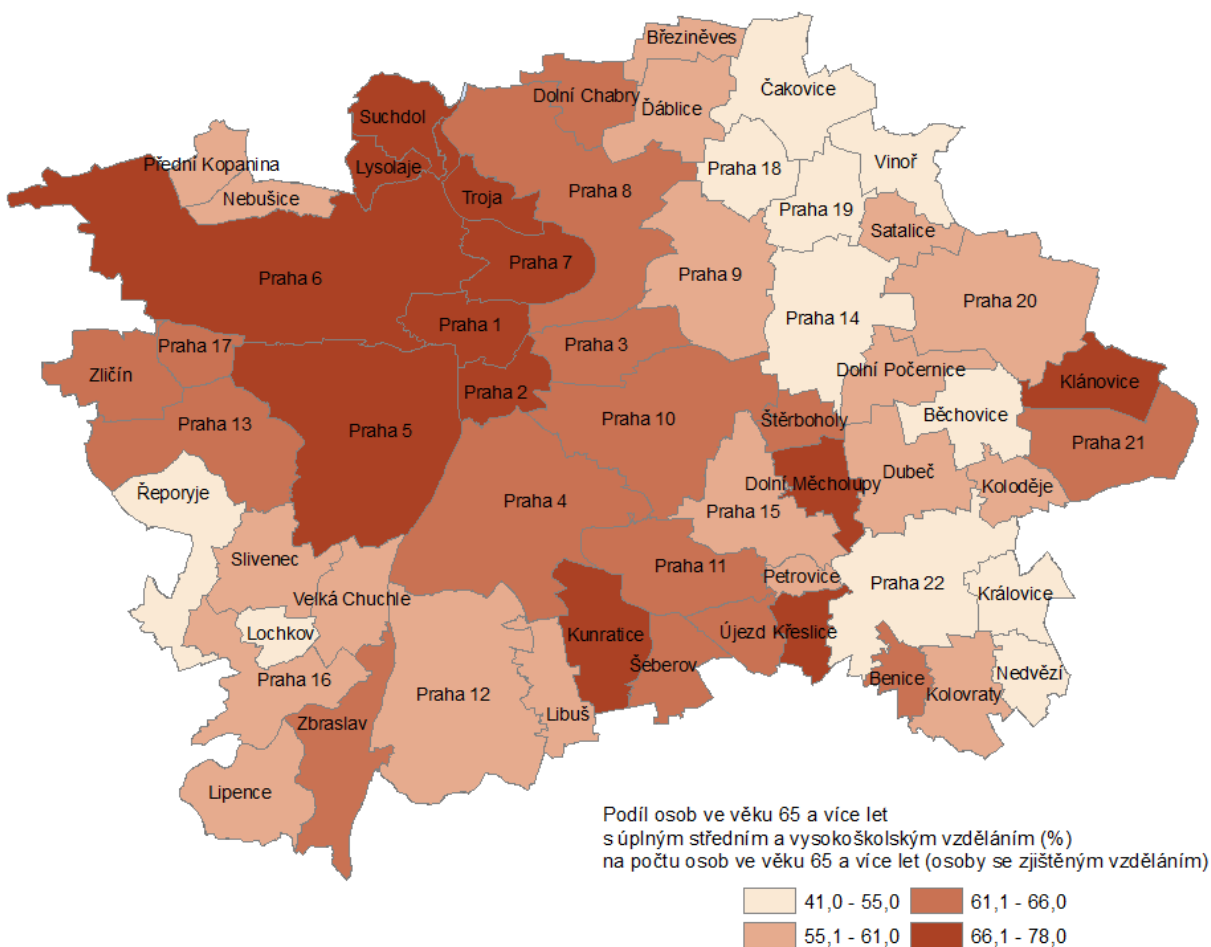 Březiněves
Čakovice
Dolní Chabry
Ďáblice
Suchdol
Přední Kopanina
Lysolaje
Praha 18
Vinoř
Nebušice
Troja
Praha 8
Praha 19
Satalice
Praha 6
Praha 7
Praha 9
Praha 20
Praha 1
Praha 14
Praha 17
Praha 3
Zličín
Dolní Počernice
Klánovice
Praha 2
Praha 13
Praha 5
Praha 10
Štěrboholy
Běchovice
Praha 21
Řeporyje
Praha 4
Dolní Měcholupy
Dubeč
Koloděje
Praha 15
Slivenec
Praha 11
Petrovice
Praha 22
Velká Chuchle
Královice
Lochkov
Kunratice
Újezd
Křeslice
Šeberov
Praha 16
Praha 12
Benice
Kolovraty
Nedvězí
Zbraslav
Libuš
Lipence
Podíl osob ve věku 65 a více let
s úplným středním a vysokoškolským vzděláním (%)
na počtu osob ve věku 65 a více let (osoby se zjištěným vzděláním)
41,0 - 55,0
61,1 - 66,0
55,1 - 61,0
66,1 - 78,0